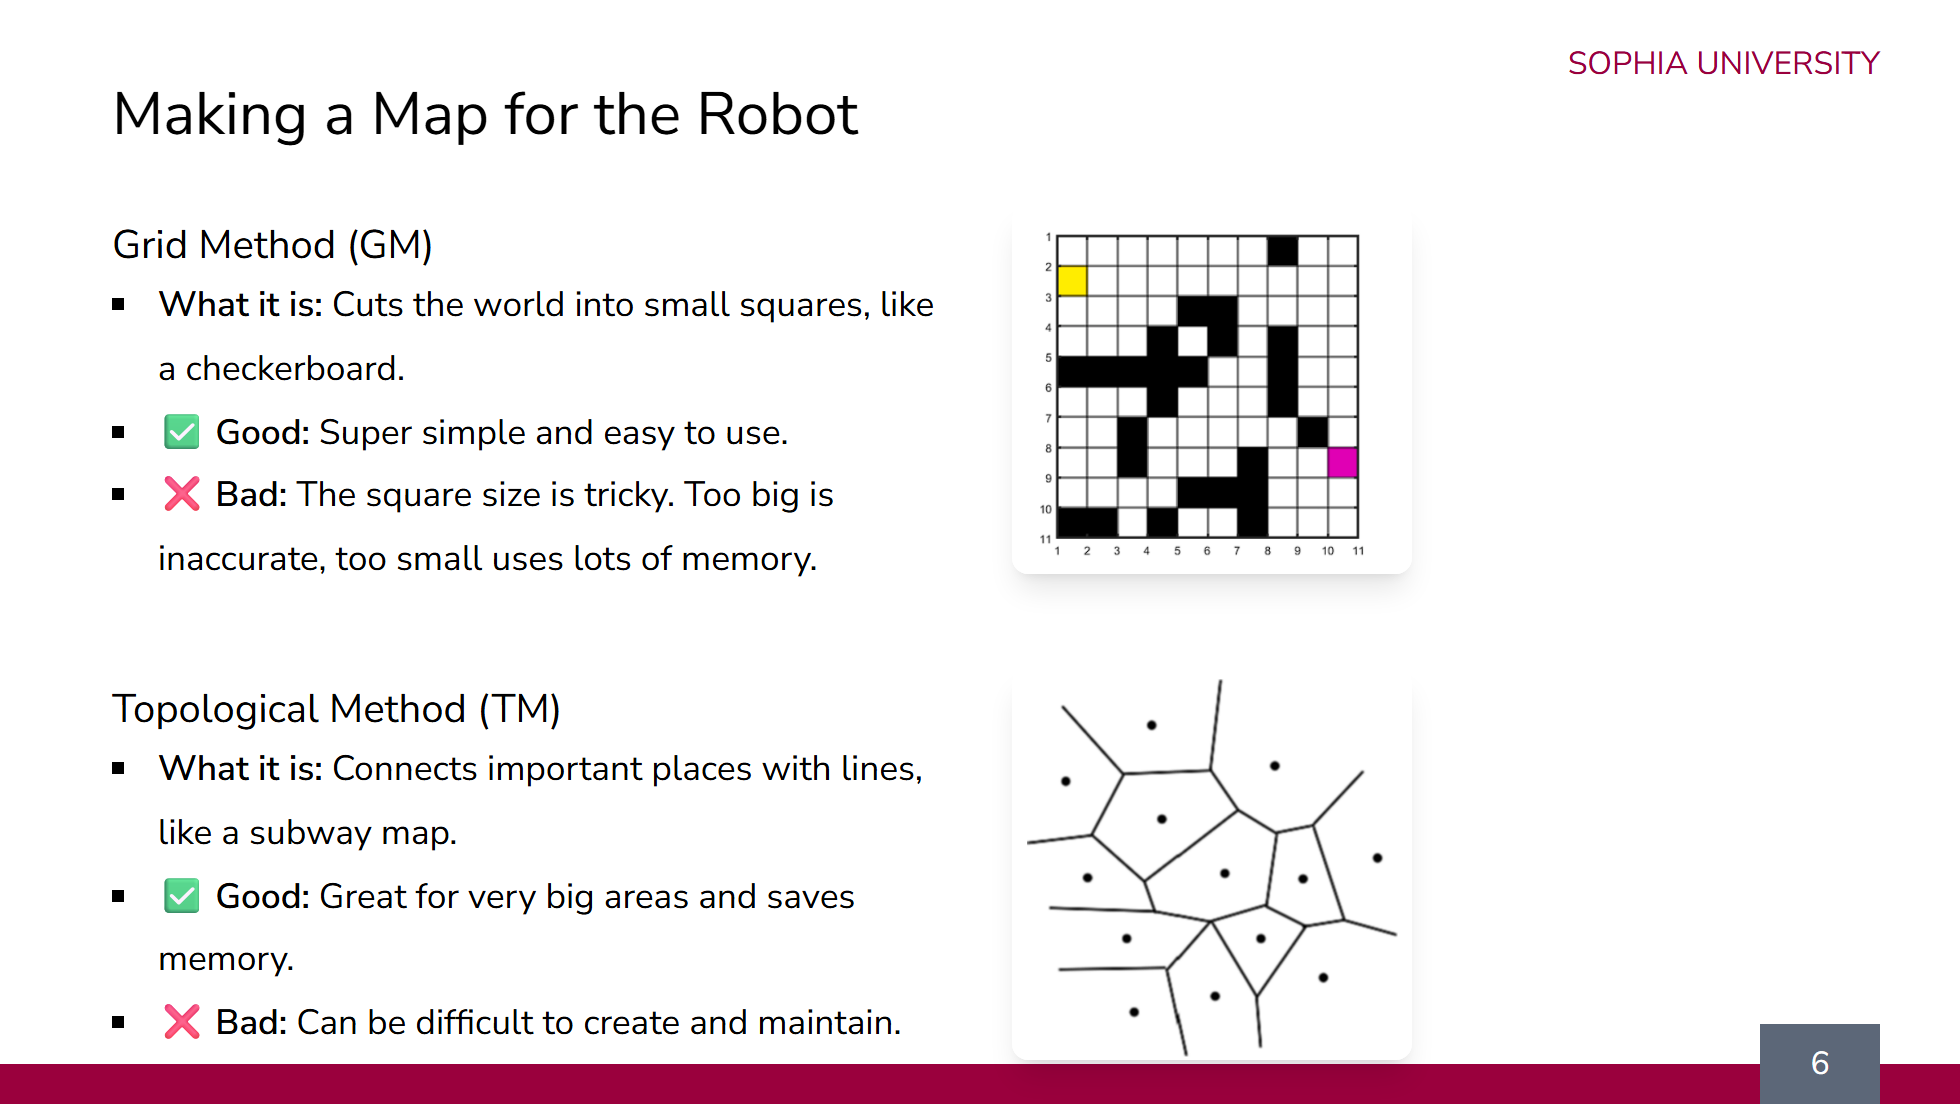 SOPHIA UNIVERSITY
Making a Map for the Robot
Grid Method (GM)
▪ What it is: Cuts the world into small squares, like
a checkerboard.
▪ ✅ Good: Super simple and easy to use.
▪ ❌ Bad: The square size is tricky. Too big is
inaccurate, too small uses lots of memory.
1
2
3
4
5
6
7
8
9
10
11
1 2 3 4 5 6 7 8 9 10 11
Topological Method (TM)
▪ What it is: Connects important places with lines,
like a subway map.
▪ ✅ Good: Great for very big areas and saves
memory.
▪ ❌ Bad: Can be difficult to create and maintain.
6